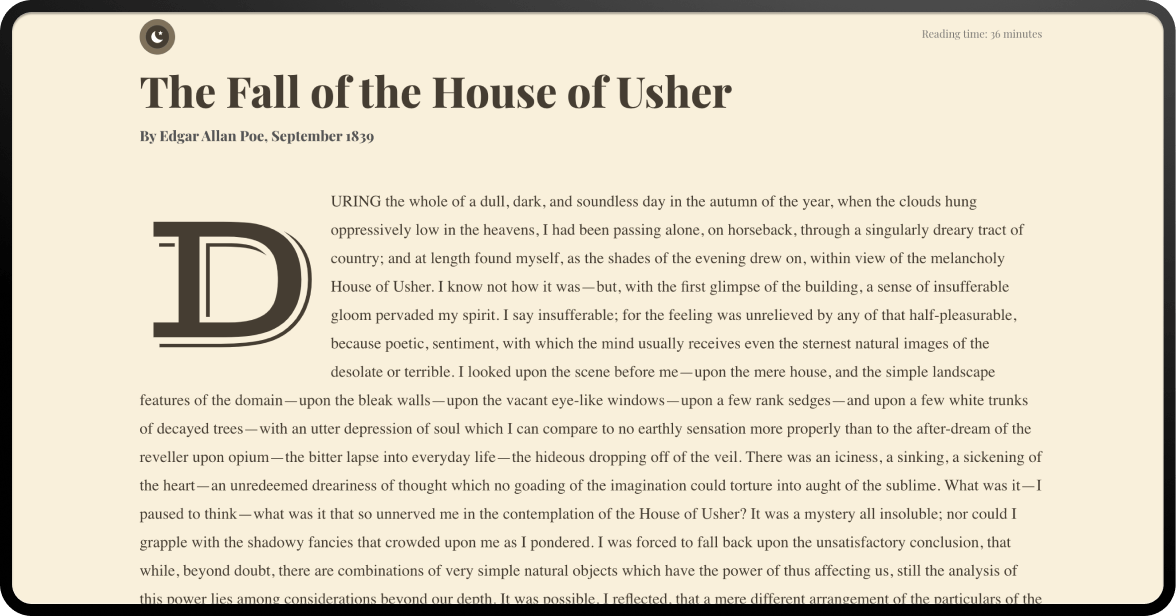 Reading time: 36 minutes
The Fall of the House of Usher
By Edgar Allan Poe, September 1839
DURING the whole of a dull, dark, and soundless day in the autumn of the year, when the clouds hung
oppressively low in the heavens, I had been passing alone, on horseback, through a singularly dreary tract of
country; and at length found myself, as the shades of the evening drew on, within view of the melancholy
House of Usher. I know not how it was—but, with the first glimpse of the building, a sense of insufferable
gloom pervaded my spirit. I say insufferable; for the feeling was unrelieved by any of that half-pleasurable,
because poetic, sentiment, with which the mind usually receives even the sternest natural images of the
desolate or terrible. I looked upon the scene before me—upon the mere house, and the simple landscape
features of the domain—upon the bleak walls—upon the vacant eye-like windows—upon a few rank sedges—and upon a few white trunks
of decayed trees—with an utter depression of soul which I can compare to no earthly sensation more properly than to the after-dream of the
reveller upon opium—the bitter lapse into everyday life—the hideous dropping off of the veil. There was an iciness, a sinking, a sickening of
the heart—an unredeemed dreariness of thought which no goading of the imagination could torture into aught of the sublime. What was it—I
paused to think—what was it that so unnerved me in the contemplation of the House of Usher? It was a mystery all insoluble; nor could I
grapple with the shadowy fancies that crowded upon me as I pondered. I was forced to fall back upon the unsatisfactory conclusion, that
while, beyond doubt, there are combinations of very simple natural objects which have the power of thus affecting us, still the analysis of
this power lies among considerations beyond our depth. It was possible, I reflected, that a mere different arrangement of the particulars of the